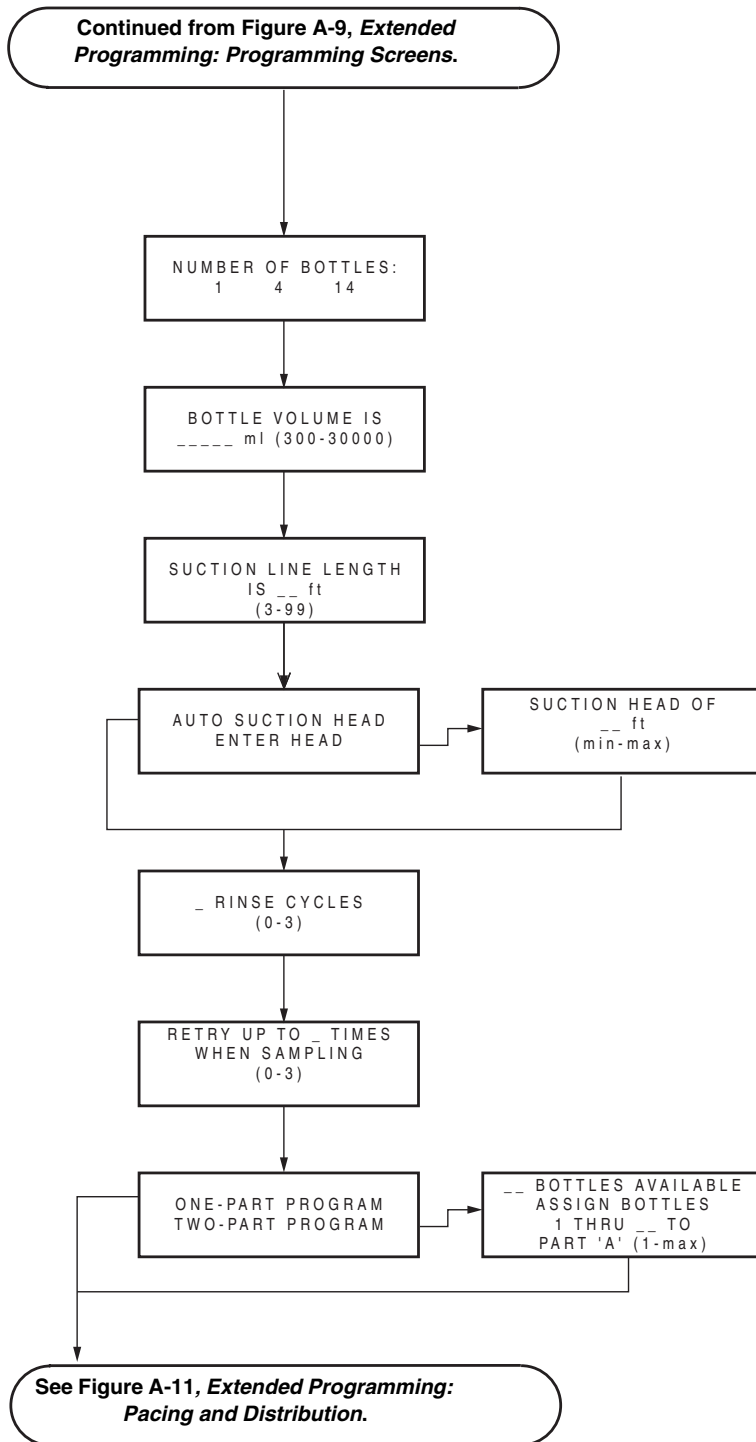 Continued from Figure A-9, Extended
Programming: Programming Screens.
NUMBER OF BOTTLES:
1 4 14
BOTTLE VOLUME IS
_____ ml (300-30000)
SUCTION LINE LENGTH
IS __ ft
(3-99)
AUTO SUCTION HEAD
ENTER HEAD
SUCTION HEAD OF
__ ft
(min-max)
_ RINSE CYCLES
(0-3)
RETRY UP TO _ TIMES
WHEN SAMPLING
(0-3)
ONE-PART PROGRAM
TWO-PART PROGRAM
__ BOTTLES AVAILABLE
ASSIGN BOTTLES
1 THRU __ TO
PART 'A' (1-max)
See Figure A-11, Extended Programming:
Pacing and Distribution.